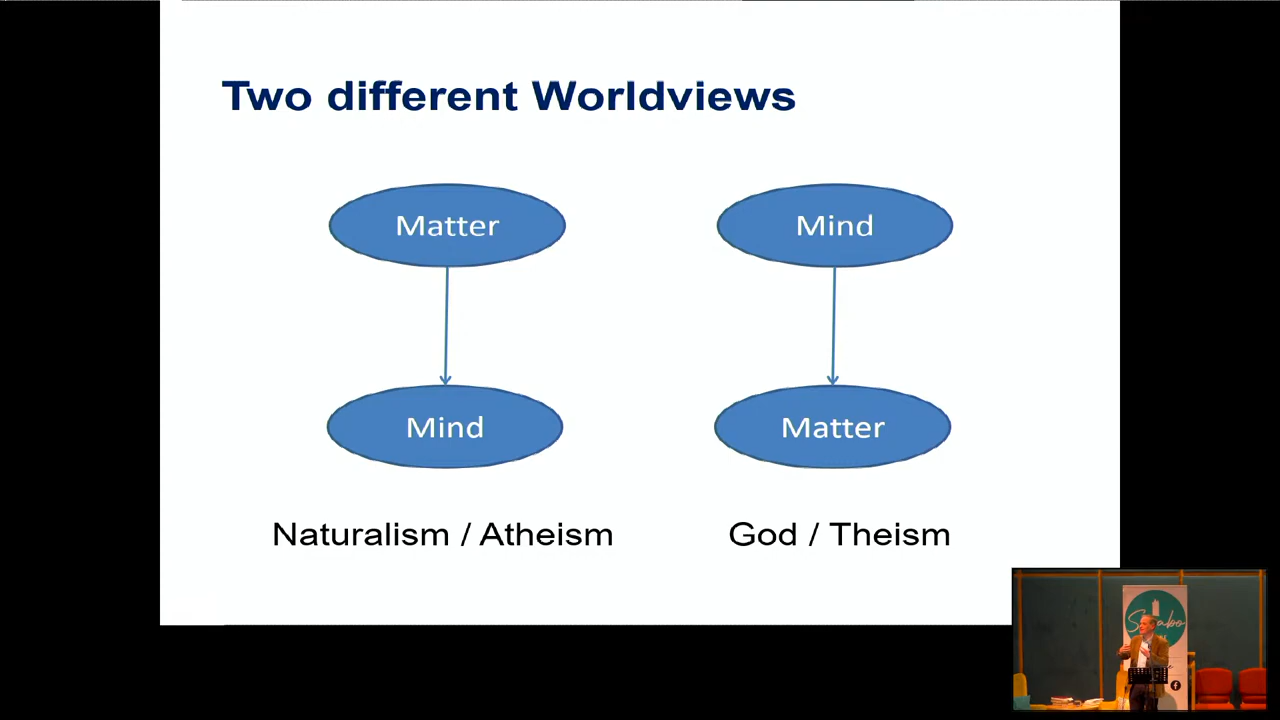 Two different Worldviews
Matter
Mind
Mind
Matter
Naturalism / Atheism
God / Theism